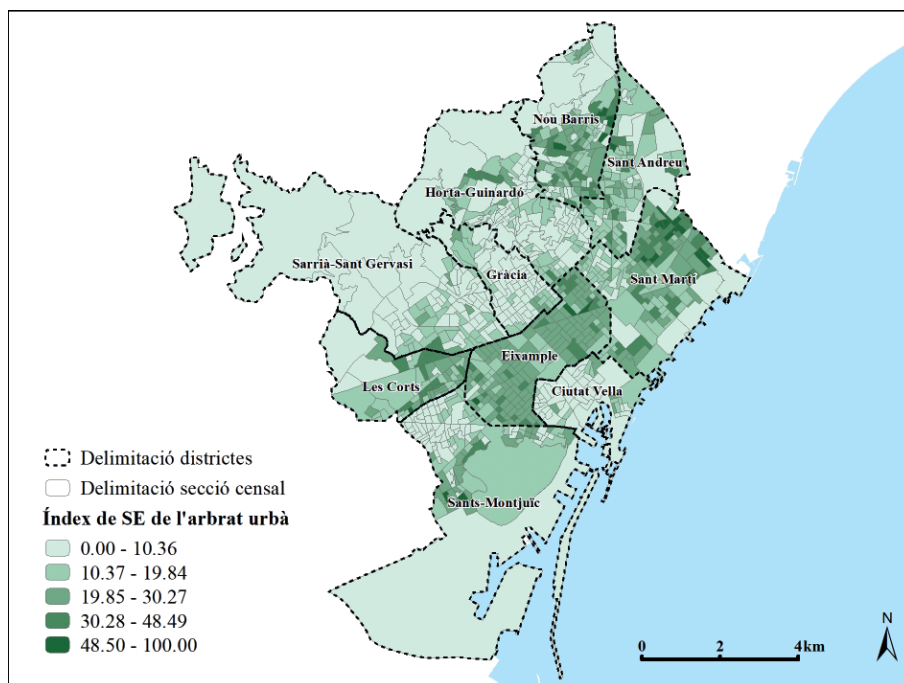 Nou Barris
Sant Andreu
Horta-Guinardó
Sarrià-Sant Gervasi
Gràcia
Sant Martí
Eixample
Les Corts
Ciutat Vella
Sants-Montjuïc
Delimitació districtes
Delimitació secció censal
Índex de SE de l'arbrat urbà
0.00 - 10.36
10.37 - 19.84
19.85 - 30.27
30.28 - 48.49
48.50 - 100.00
N
0 2 4 km